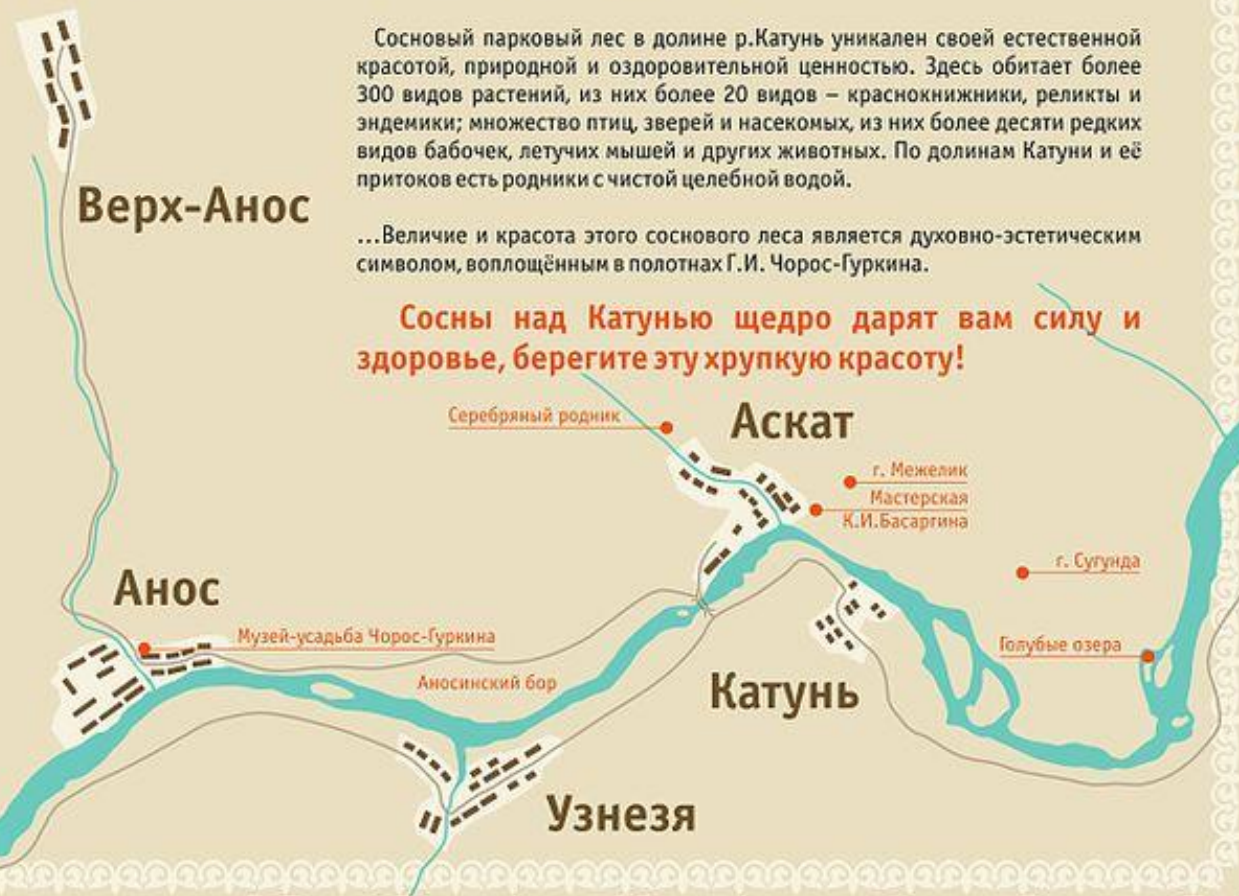 Сосновый парковый лес в долине р.Катунь уникален своей естественной
красотой, природной и оздоровительной ценностью. Здесь обитает более
300 видов растений, из них более 20 видов – краснокнижники, реликты и
эндемики; множество птиц, зверей и насекомых, из них более десяти редких
видов бабочек, летучих мышей и других животных. По долинам Катуни и её
притоков есть родники с чистой целебной водой.
...Величие и красота этого соснового леса является духовно-эстетическим
символом, воплощённым в полотнах Г.И. Чорос-Гуркина.
Сосны над Катунью щедро дарят вам силу и
здоровье, берегите эту хрупкую красоту!
Верх-Анос
Серебряный родник
Аскат
г. Межелик
Мастерская
К.И.Басаргина
г. Сугунда
Анос
Музей-усадьба Чорос-Гуркина
Голубые озера
Аносинский бор
Катунь
Узнезя